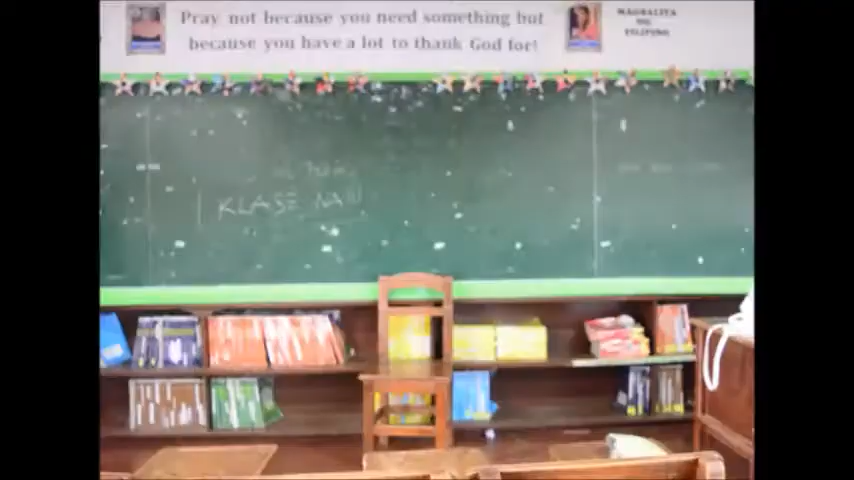 Pray not because you need something but
because you have a lot to thank God for!
MAGSALITA
NG
FILIPINO
KLASE NA!!!